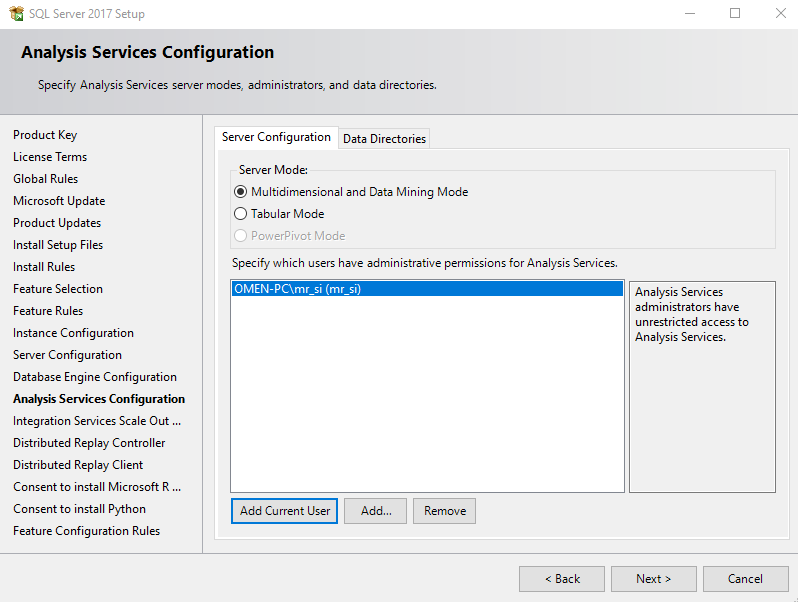 SQL Server 2017 Setup
Analysis Services Configuration
Specify Analysis Services server modes, administrators, and data directories.
Product Key
License Terms
Global Rules
Microsoft Update
Product Updates
Install Setup Files
Install Rules
Feature Selection
Feature Rules
Instance Configuration
Server Configuration
Database Engine Configuration
Analysis Services Configuration
Integration Services Scale Out ...
Distributed Replay Controller
Distributed Replay Client
Consent to install Microsoft R ...
Consent to install Python
Feature Configuration Rules
Server Configuration Data Directories
Server Mode:
Multidimensional and Data Mining Mode
Tabular Mode
PowerPivot Mode
Specify which users have administrative permissions for Analysis Services.
OMEN-PC\mr_si (mr_si)
Analysis Services
administrators have
unrestricted access to
Analysis Services.
Add Current User Add... Remove
< Back Next > Cancel